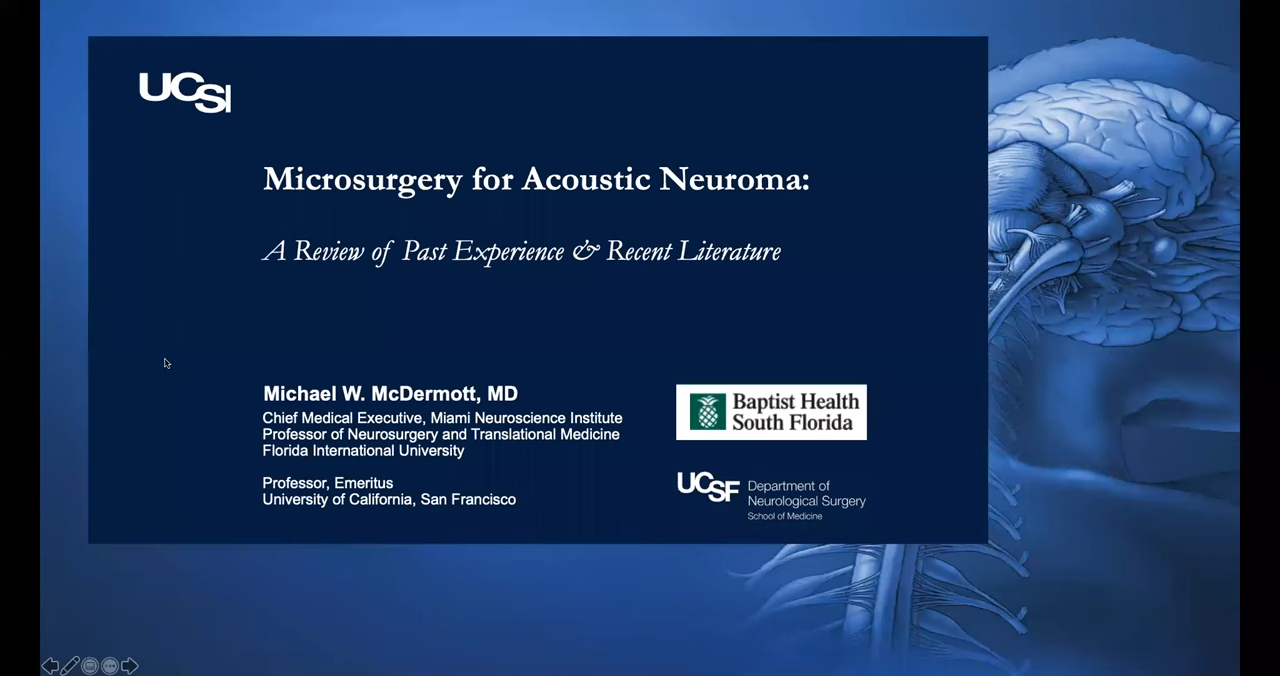 UCSI
Microsurgery for Acoustic Neuroma:
A Review of Past Experience & Recent Literature
Michael W. McDermott, MD
Chief Medical Executive, Miami Neuroscience Institute
Professor of Neurosurgery and Translational Medicine
Florida International University
Professor, Emeritus
University of California, San Francisco
Baptist Health
South Florida
UCSF
Department of
Neurological Surgery
School of Medicine